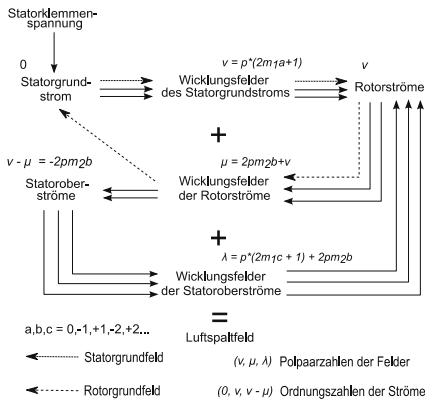 Statorklemmen-
spannung
0
Statorgrund-
strom
ν = p*(2m₁a+1)
Wicklungsfelder
des Statorgrundstroms
ν
Rotorströme
+
ν - μ = -2pm₂b
Statorober-
ströme
μ = 2pm₂b+ν
Wicklungsfelder
der Rotorströme
+
λ = p*(2m₁c + 1) + 2pm₂b
Wicklungsfelder
der Statoroberströme
=
Luftspaltfeld
a,b,c = 0,-1,+1,-2,+2...
Statorgrundfeld
(ν, μ, λ) Polpaarzahlen der Felder
Rotorgrundfeld
(0, ν, ν - μ) Ordnungszahlen der Ströme